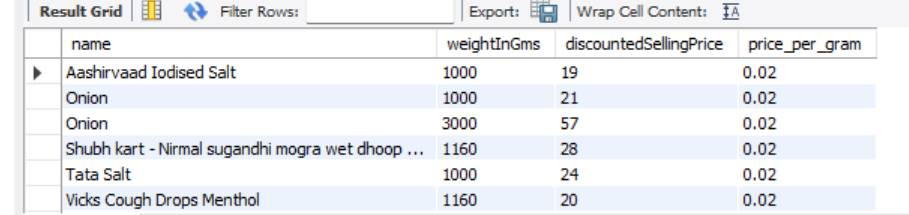 Result Grid Filter Rows: Export: Wrap Cell Content: IA
name weightInGms discountedSellingPrice price_per_gram
Aashirvaad Iodised Salt 1000 19 0.02
Onion 1000 21 0.02
Onion 3000 57 0.02
Shubh kart - Nirmal sugandhi mogra wet dhoop ... 1160 28 0.02
Tata Salt 1000 24 0.02
Vicks Cough Drops Menthol 1160 20 0.02